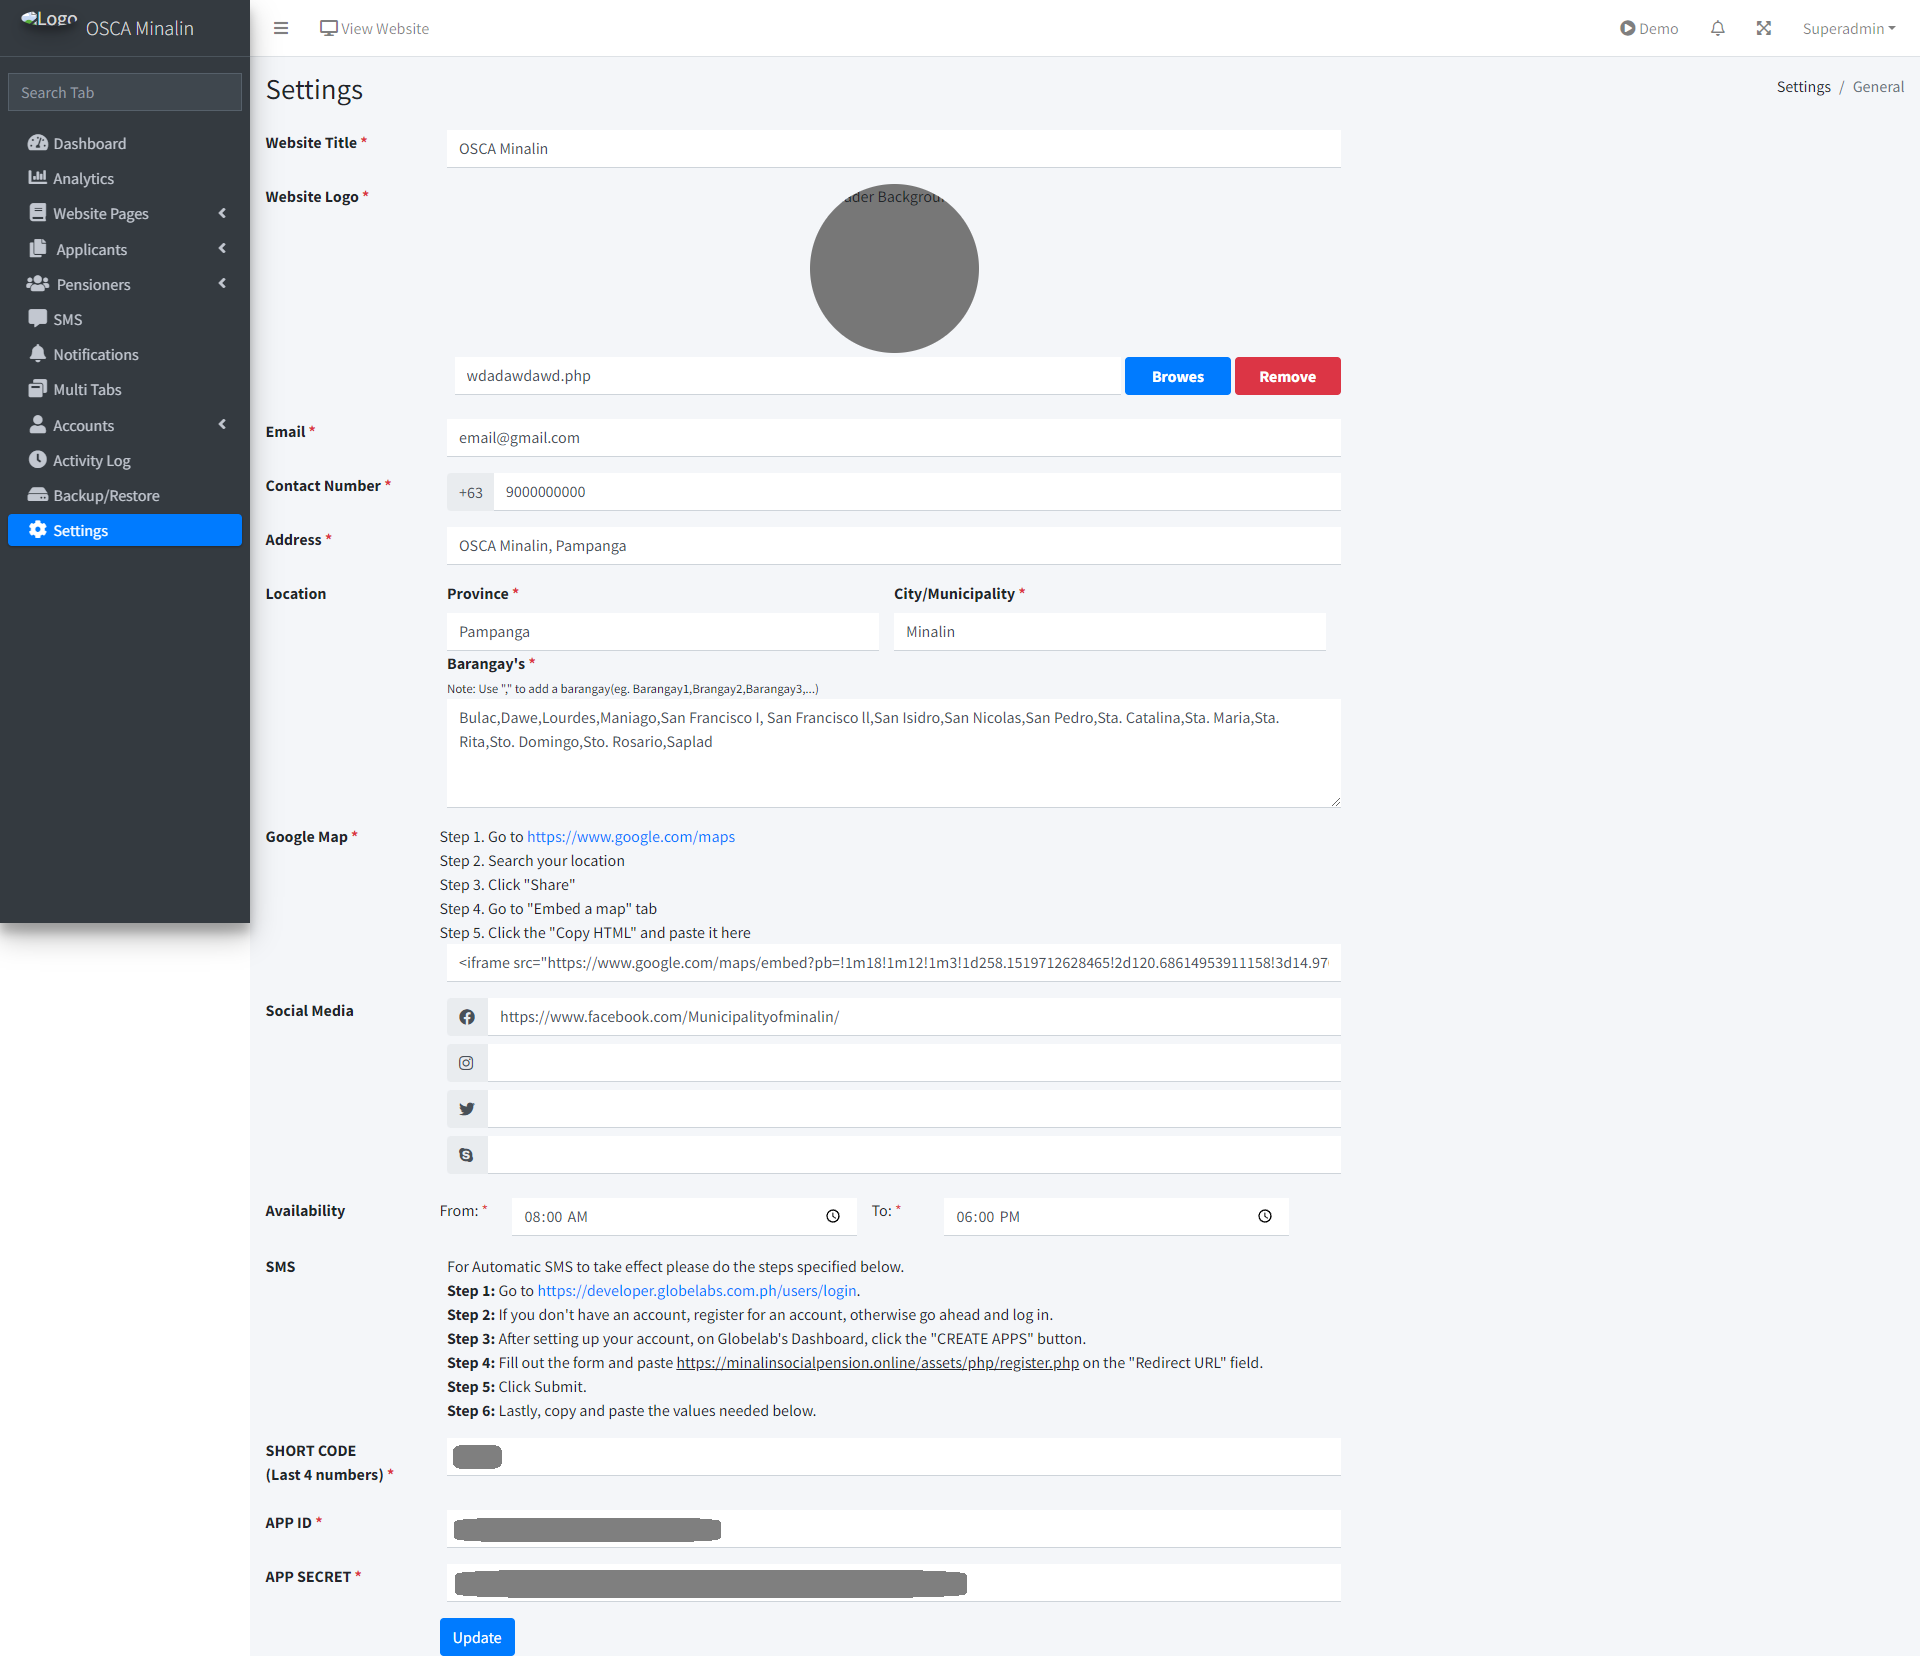 Logo OSCA Minalin
View Website
Demo
Superadmin
Search Tab
Dashboard
Analytics
Website Pages
Applicants
Pensioners
SMS
Notifications
Multi Tabs
Accounts
Activity Log
Backup/Restore
Settings
Settings
Settings / General
Website Title *
OSCA Minalin
Website Logo *
der Backgrou
wdadawdawd.php
Browes
Remove
Email *
email@gmail.com
Contact Number *
+63 9000000000
Address *
OSCA Minalin, Pampanga
Location
Province *
City/Municipality *
Pampanga
Minalin
Barangay's *
Note: Use "," to add a barangay(eg. Barangay1,Brangay2,Barangay3,...)
Bulac,Dawe,Lourdes,Maniago,San Francisco I, San Francisco ll,San Isidro,San Nicolas,San Pedro,Sta. Catalina,Sta. Maria,Sta.
Rita,Sto. Domingo,Sto. Rosario,Saplad
Google Map *
Step 1. Go to https://www.google.com/maps
Step 2. Search your location
Step 3. Click "Share"
Step 4. Go to "Embed a map" tab
Step 5. Click the "Copy HTML" and paste it here
<iframe src="https://www.google.com/maps/embed?pb=!1m18!1m12!1m3!1d258.1519712628465!2d120.68614953911158!3d14.97
Social Media
https://www.facebook.com/Municipalityofminalin/
Availability
From: *
08:00 AM
To: *
06:00 PM
SMS
For Automatic SMS to take effect please do the steps specified below.
Step 1: Go to https://developer.globelabs.com.ph/users/login.
Step 2: If you don't have an account, register for an account, otherwise go ahead and log in.
Step 3: After setting up your account, on Globelab's Dashboard, click the "CREATE APPS" button.
Step 4: Fill out the form and paste https://minalinsocialpension.online/assets/php/register.php on the "Redirect URL" field.
Step 5: Click Submit.
Step 6: Lastly, copy and paste the values needed below.
SHORT CODE
(Last 4 numbers) *
APP ID *
APP SECRET *
Update